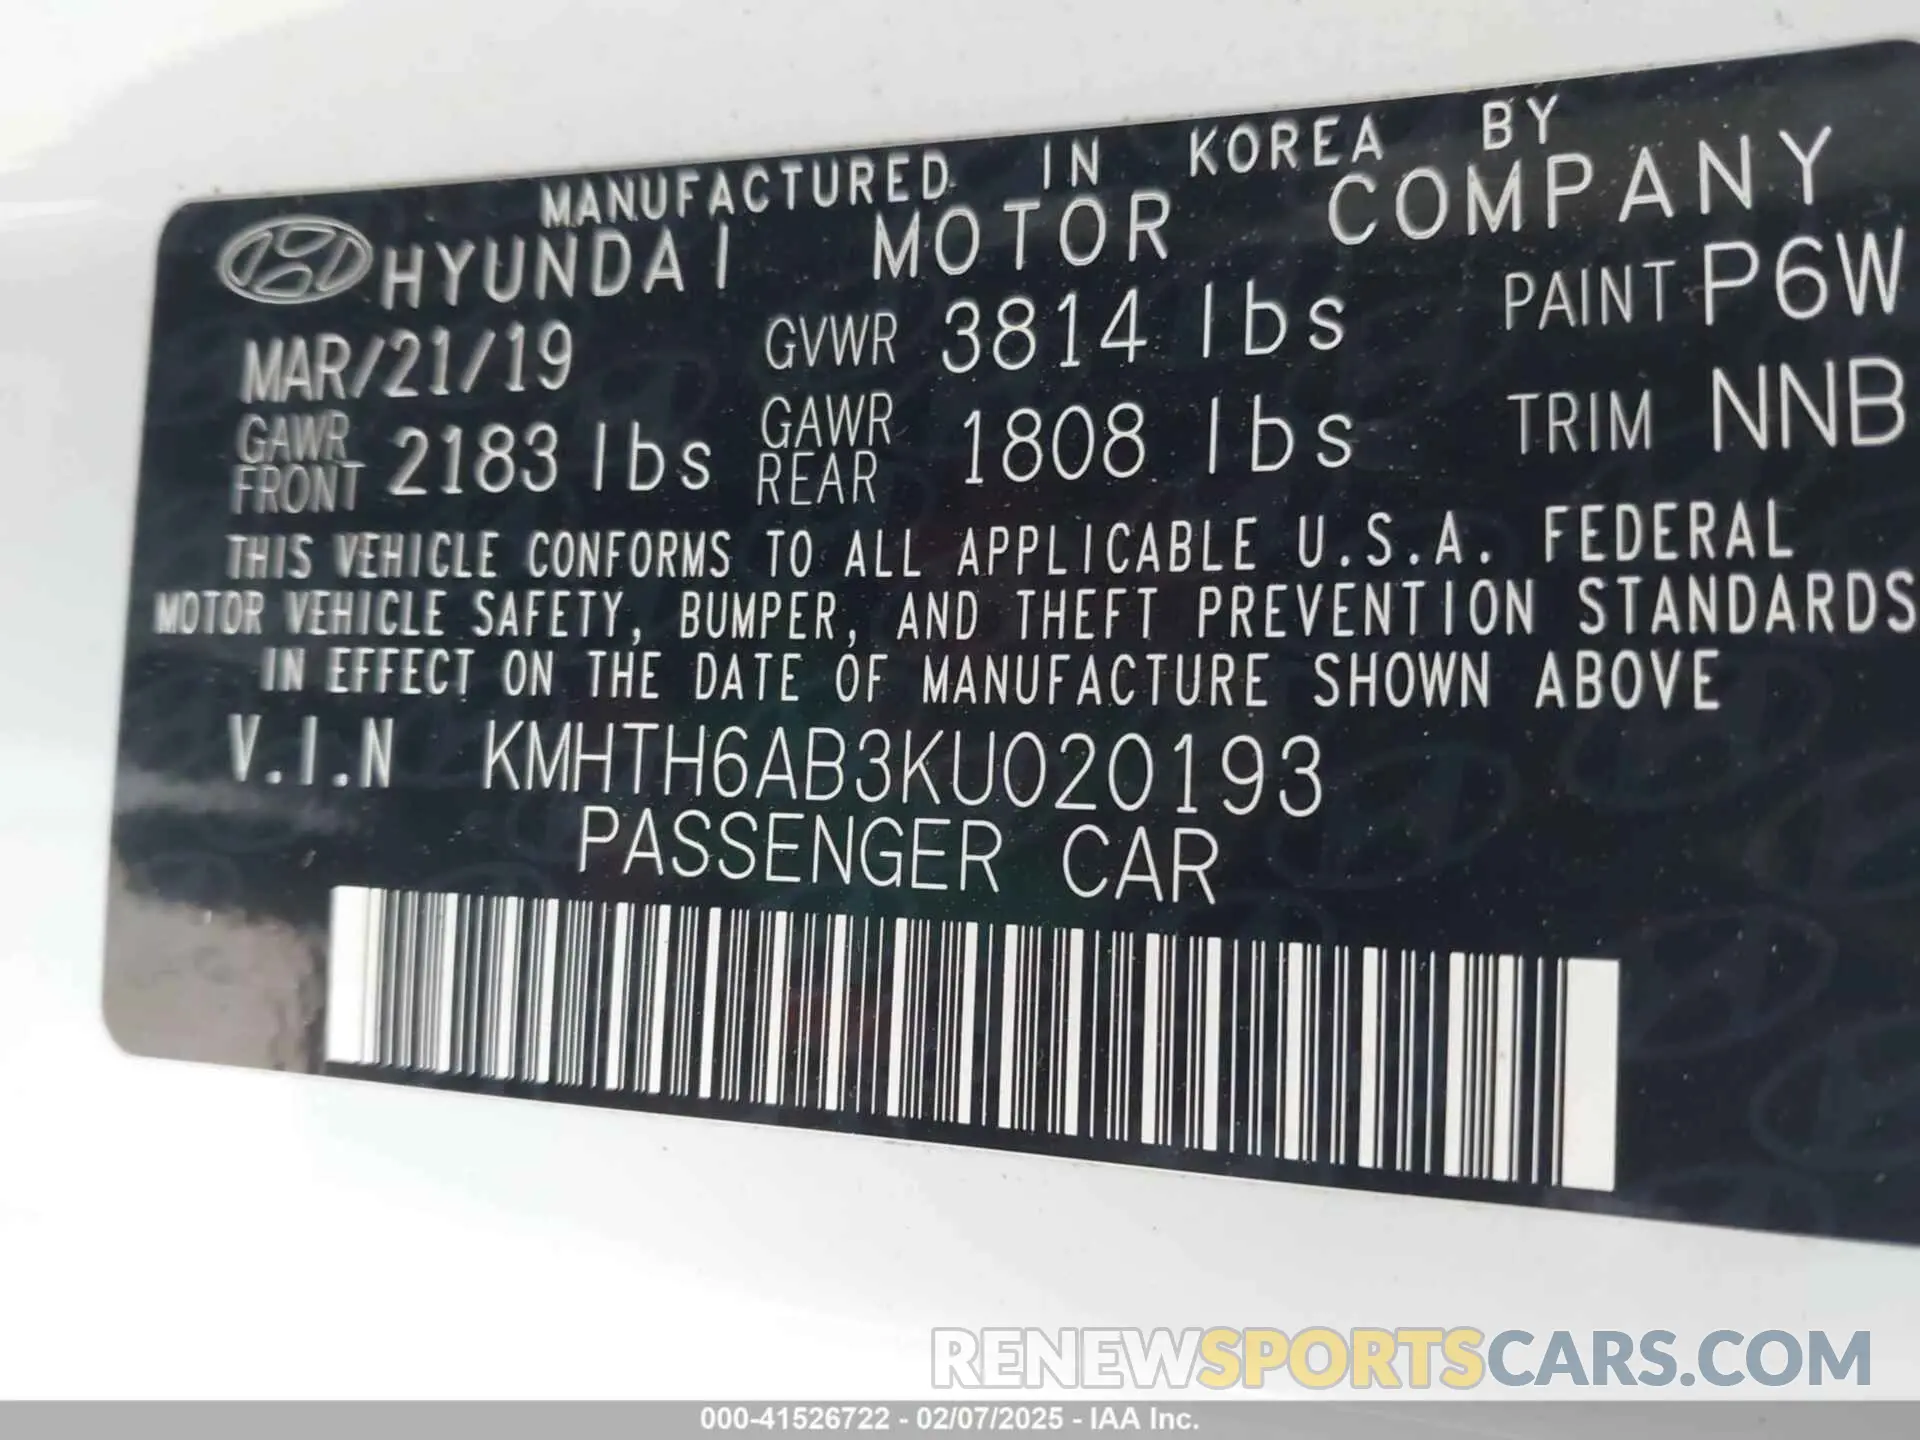 MANUFACTURED IN KOREA BY
HYUNDAI MOTOR COMPANY
MAR/21/19 GVWR 3814 lbs PAINT P6W
GAWR FRONT 2183 lbs GAWR REAR 1808 lbs TRIM NNB
THIS VEHICLE CONFORMS TO ALL APPLICABLE U.S.A. FEDERAL
MOTOR VEHICLE SAFETY, BUMPER, AND THEFT PREVENTION STANDARDS
IN EFFECT ON THE DATE OF MANUFACTURE SHOWN ABOVE
V.I.N KMHTH6AB3KU020193
PASSENGER CAR
RENEWSPORTSCARS.COM
000-41526722 - 02/07/2025 - IAA Inc.